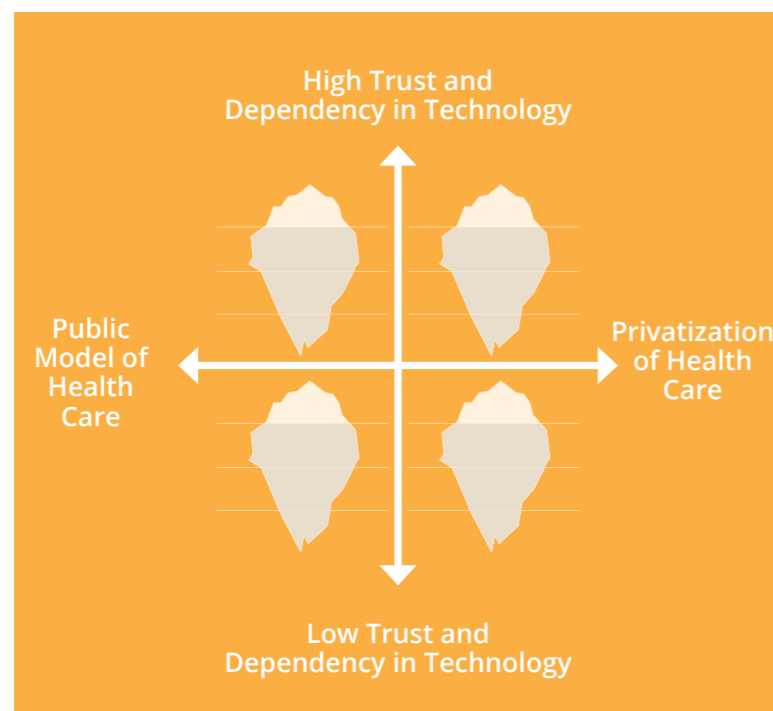 High Trust and
Dependency in Technology
Public
Model of
Health
Care
Privatization
of Health
Care
Low Trust and
Dependency in Technology